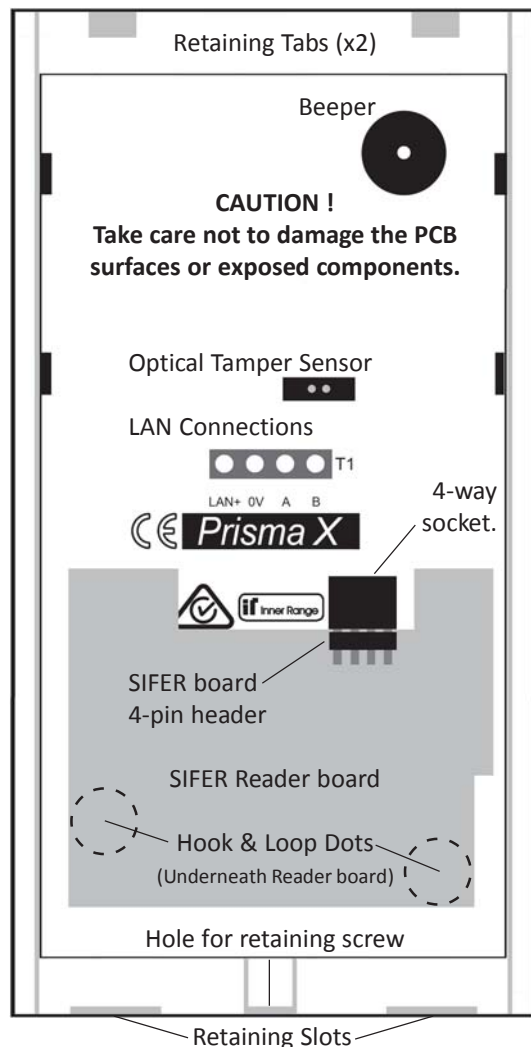 Retaining Tabs (x2)
Beeper
CAUTION !
Take care not to damage the PCB
surfaces or exposed components.
Optical Tamper Sensor
LAN Connections
T1
LAN+ 0V A B
4-way
socket.
CE Prisma X
if Inner Range
SIFER board
4-pin header
SIFER Reader board
Hook & Loop Dots
(Underneath Reader board)
Hole for retaining screw
Retaining Slots